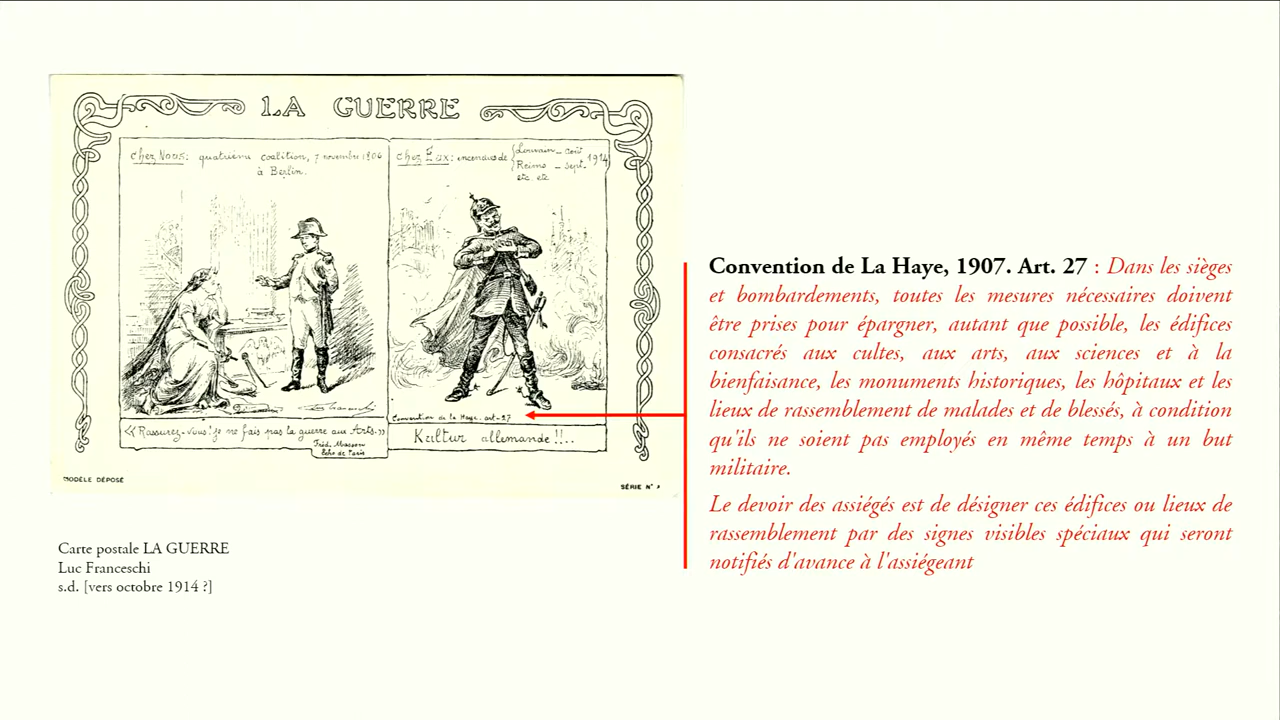 LA GUERRE
chez Nous: quatrième coalition, 7 novembre 1806
à Berlin.
chez Eux: incendies de
Louvain _ août
Reims _ sept.
1914
etc. etc
Convention de la Haye. art-27
<< Rassurez-vous! je ne fais pas la guerre aux Arts.>>
Fréd. Masson
Echo de Paris
Kultur allemande!!..
MODÈLE DÉPOSÉ
SÉRIE N°
Convention de La Haye, 1907. Art. 27 : Dans les sièges
et bombardements, toutes les mesures nécessaires doivent
être prises pour épargner, autant que possible, les édifices
consacrés aux cultes, aux arts, aux sciences et à la
bienfaisance, les monuments historiques, les hôpitaux et les
lieux de rassemblement de malades et de blessés, à condition
qu'ils ne soient pas employés en même temps à un but
militaire.
Le devoir des assiégés est de désigner ces édifices ou lieux de
rassemblement par des signes visibles spéciaux qui seront
notifiés d'avance à l'assiégeant
Carte postale LA GUERRE
Luc Franceschi
s.d. [vers octobre 1914 ?]